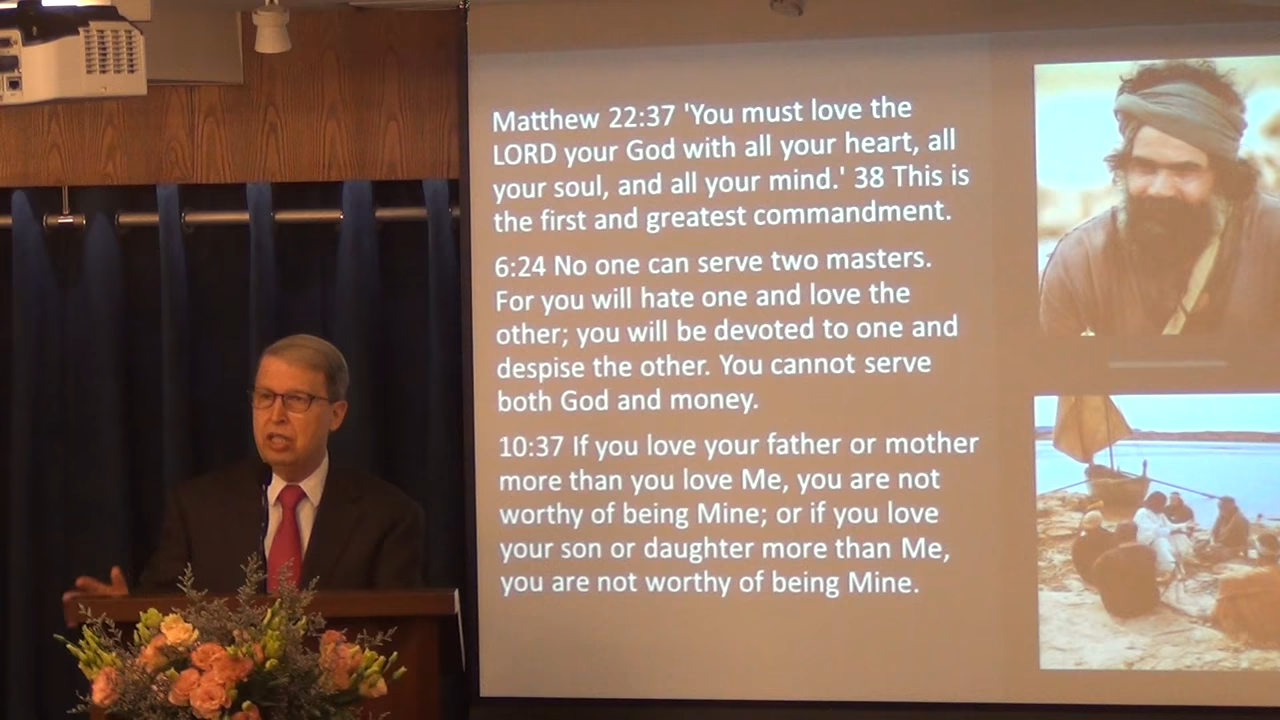 Matthew 22:37 'You must love the
LORD your God with all your heart, all
your soul, and all your mind.' 38 This is
the first and greatest commandment.
6:24 No one can serve two masters.
For you will hate one and love the
other; you will be devoted to one and
despise the other. You cannot serve
both God and money.
10:37 If you love your father or mother
more than you love Me, you are not
worthy of being Mine; or if you love
your son or daughter more than Me,
you are not worthy of being Mine.